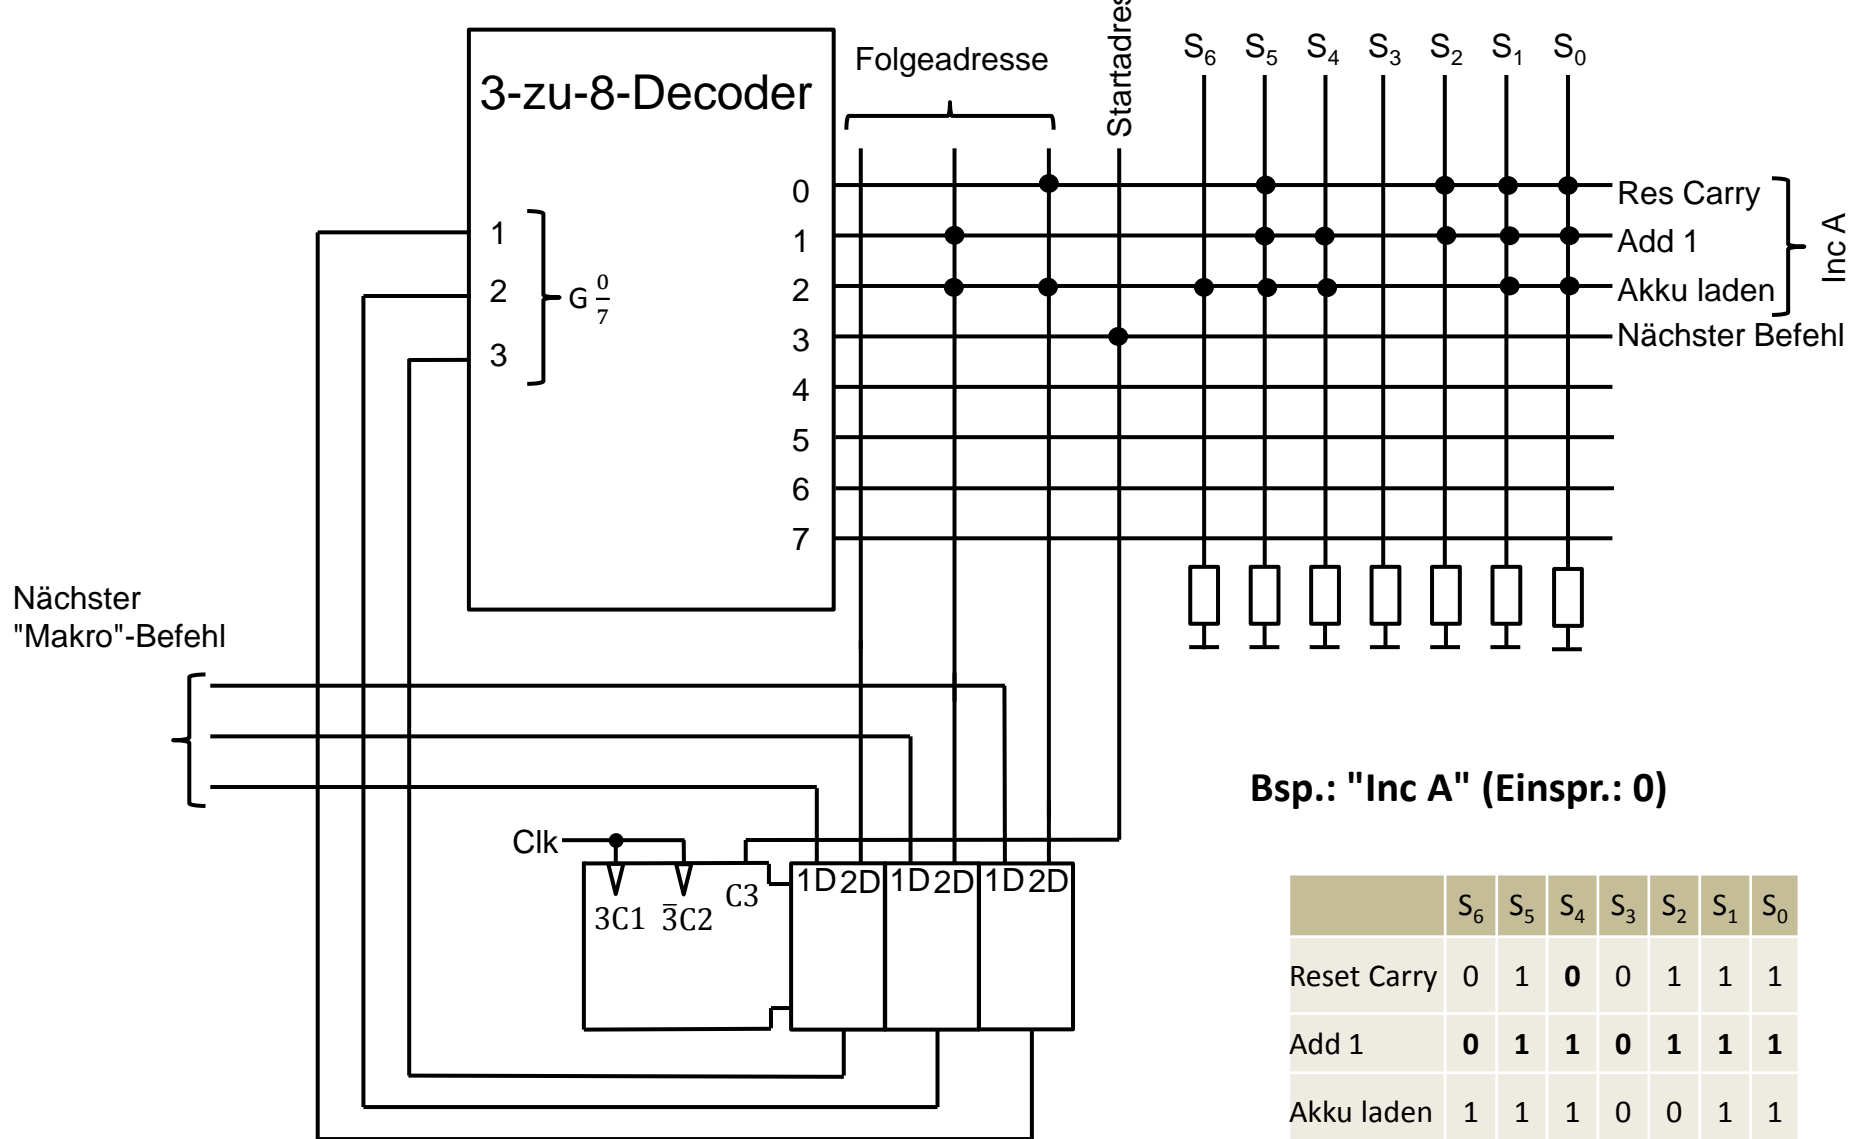 3-zu-8-Decoder
Folgeadresse
S₆ S₅ S₄ S₃ S₂ S₁ S₀
0
1
2
3
4
5
6
7
1
2
3
G 0/7
Res Carry
Add 1
Akku laden
Nächster Befehl
Inc A
Nächster
"Makro"-Befehl
Clk
3C1 3̅C2 C3
1D 2D 1D 2D 1D 2D
Bsp.: "Inc A" (Einspr.: 0)
S₆ S₅ S₄ S₃ S₂ S₁ S₀
Reset Carry 0 1 0 0 1 1 1
Add 1 0 1 1 0 1 1 1
Akku laden 1 1 1 0 0 1 1